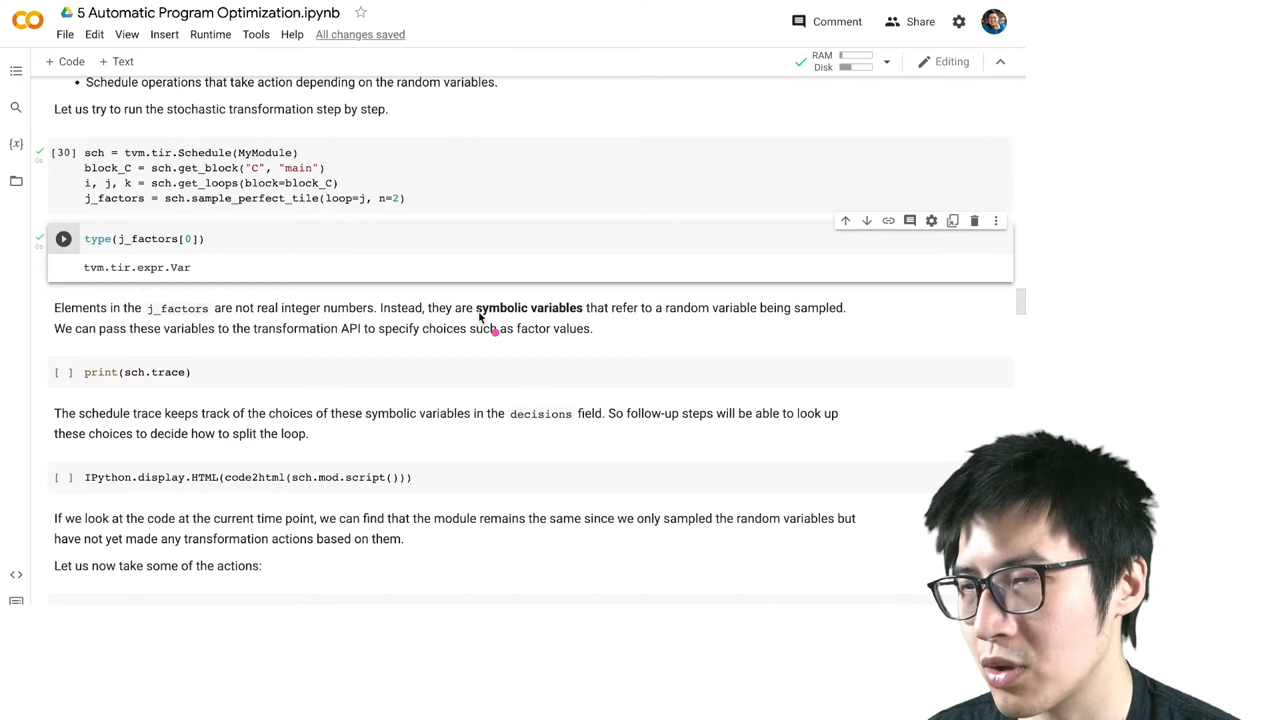 5 Automatic Program Optimization.ipynb
Comment
Share
File Edit View Insert Runtime Tools Help All changes saved
+ Code + Text
RAM
Disk
Editing
• Schedule operations that take action depending on the random variables.
Let us try to run the stochastic transformation step by step.
[30] sch = tvm.tir.Schedule(MyModule)
0s
block_C = sch.get_block("C", "main")
i, j, k = sch.get_loops(block=block_C)
j_factors = sch.sample_perfect_tile(loop=j, n=2)
type(j_factors[0])
0s
tvm.tir.expr.Var
Elements in the j_factors are not real integer numbers. Instead, they are symbolic variables that refer to a random variable being sampled.
We can pass these variables to the transformation API to specify choices such as factor values.
[ ] print(sch.trace)
The schedule trace keeps track of the choices of these symbolic variables in the decisions field. So follow-up steps will be able to look up
these choices to decide how to split the loop.
[ ] IPython.display.HTML(code2html(sch.mod.script()))
If we look at the code at the current time point, we can find that the module remains the same since we only sampled the random variables but
have not yet made any transformation actions based on them.
Let us now take some of the actions: